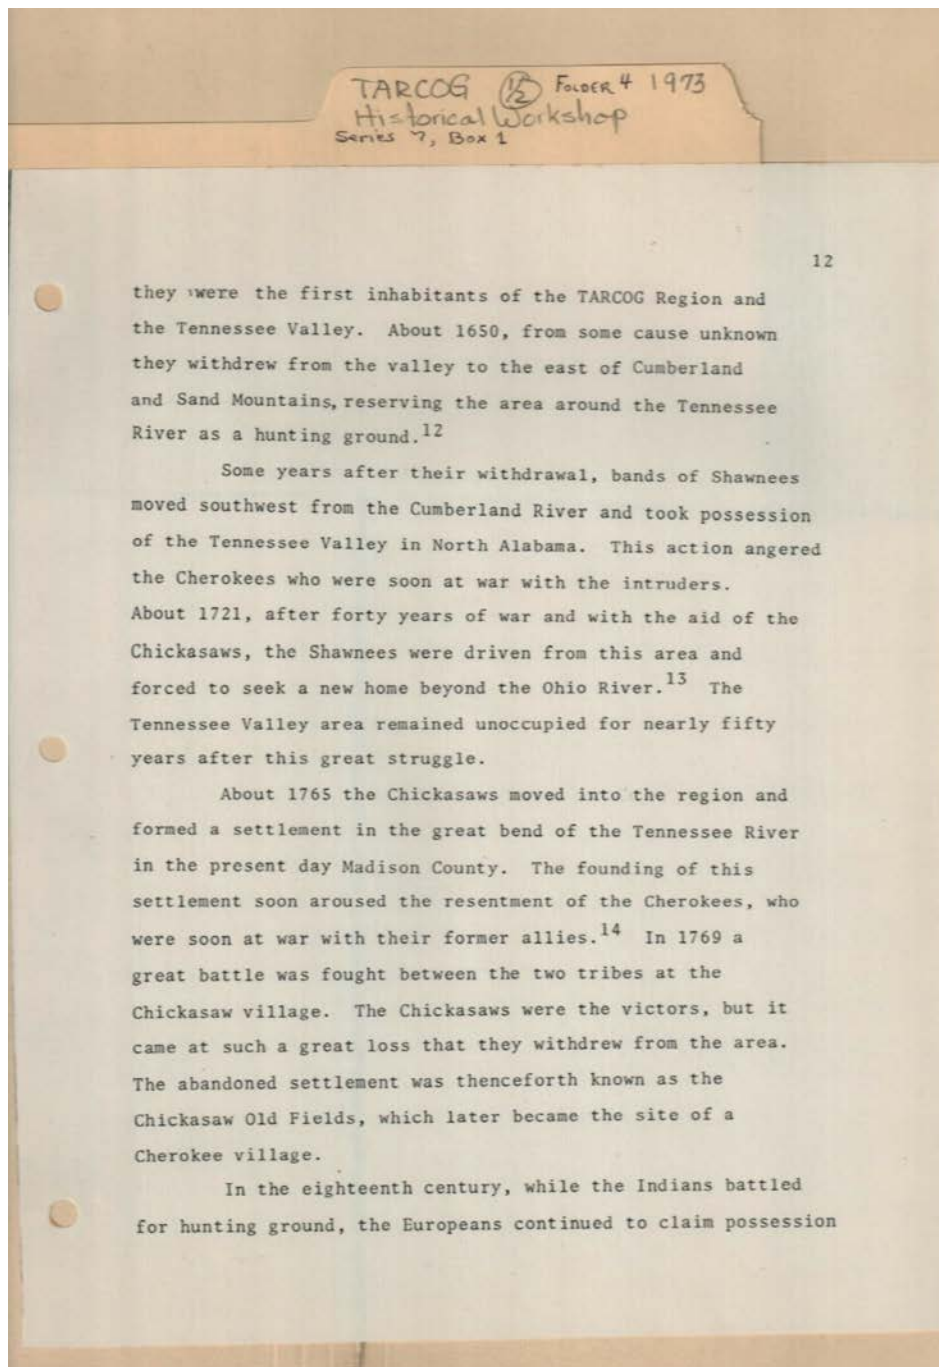 TARCOG 1/2 FOLDER 4 1973
Historical Workshop
Series 7, Box 1
12
they were the first inhabitants of the TARCOG Region and
the Tennessee Valley. About 1650, from some cause unknown
they withdrew from the valley to the east of Cumberland
and Sand Mountains, reserving the area around the Tennessee
River as a hunting ground.12
Some years after their withdrawal, bands of Shawnees
moved southwest from the Cumberland River and took possession
of the Tennessee Valley in North Alabama. This action angered
the Cherokees who were soon at war with the intruders.
About 1721, after forty years of war and with the aid of the
Chickasaws, the Shawnees were driven from this area and
forced to seek a new home beyond the Ohio River.13 The
Tennessee Valley area remained unoccupied for nearly fifty
years after this great struggle.
About 1765 the Chickasaws moved into the region and
formed a settlement in the great bend of the Tennessee River
in the present day Madison County. The founding of this
settlement soon aroused the resentment of the Cherokees, who
were soon at war with their former allies.14 In 1769 a
great battle was fought between the two tribes at the
Chickasaw village. The Chickasaws were the victors, but it
came at such a great loss that they withdrew from the area.
The abandoned settlement was thenceforth known as the
Chickasaw Old Fields, which later became the site of a
Cherokee village.
In the eighteenth century, while the Indians battled
for hunting ground, the Europeans continued to claim possession